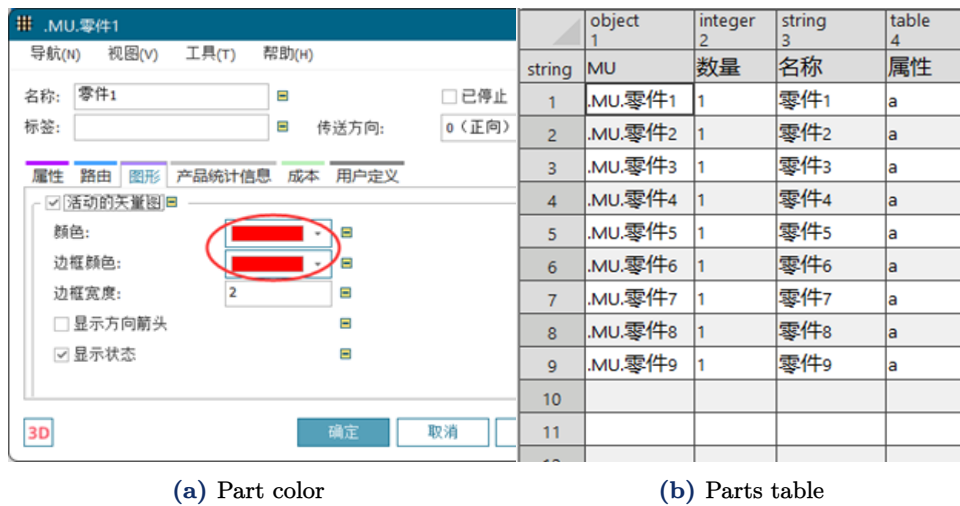 .MU.零件1
导航(N) 视图(V) 工具(T) 帮助(H)
名称: 零件1 已停止
标签: 传送方向: 0（正向）
属性 路由 图形 产品统计信息 成本 用户定义
活动的矢量图
颜色:
边框颜色:
边框宽度: 2
显示方向箭头
显示状态
3D 确定 取消
(a) Part color
object integer string table
1 2 3 4
string MU 数量 名称 属性
1 .MU.零件1 1 零件1 a
2 .MU.零件2 1 零件2 a
3 .MU.零件3 1 零件3 a
4 .MU.零件4 1 零件4 a
5 .MU.零件5 1 零件5 a
6 .MU.零件6 1 零件6 a
7 .MU.零件7 1 零件7 a
8 .MU.零件8 1 零件8 a
9 .MU.零件9 1 零件9 a
10
11
(b) Parts table